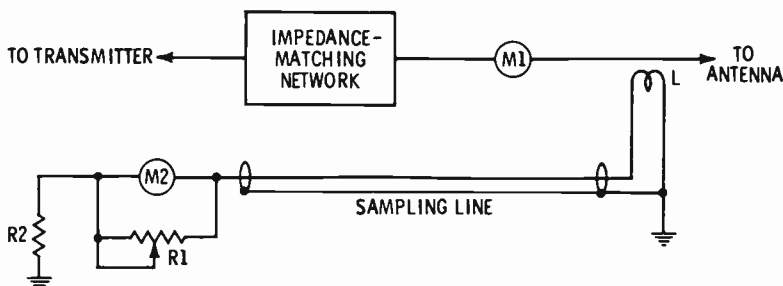 IMPEDANCE-
MATCHING
NETWORK
TO TRANSMITTER
M1
TO
ANTENNA
L
M2
SAMPLING LINE
R2
R1